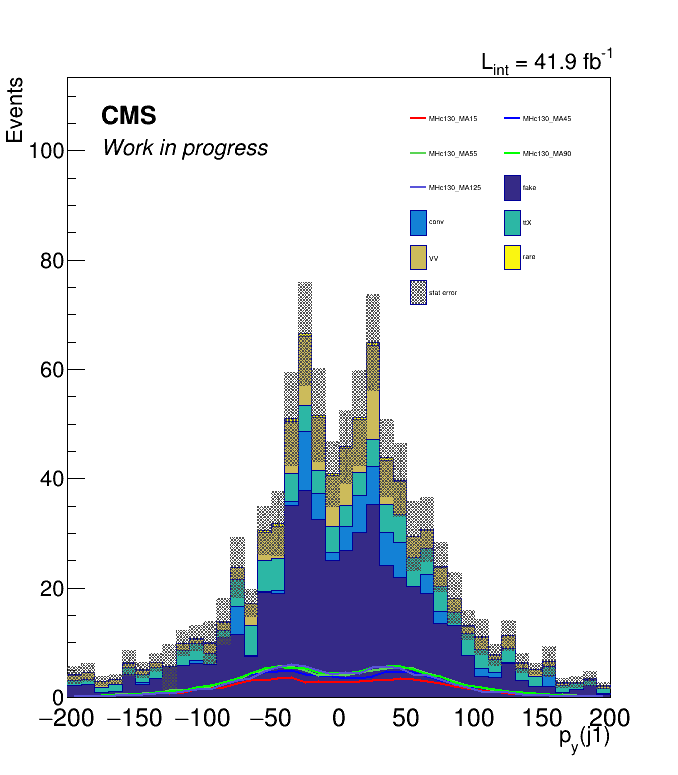 L_int = 41.9 fb^-1
Events
CMS
Work in progress
MHc130_MA15 MHc130_MA45
MHc130_MA55 MHc130_MA90
MHc130_MA125 fake
conv ttX
VV rare
stat error
100
80
60
40
20
0
−200 −150 −100 −50 0 50 100 150 200
p_y(j1)